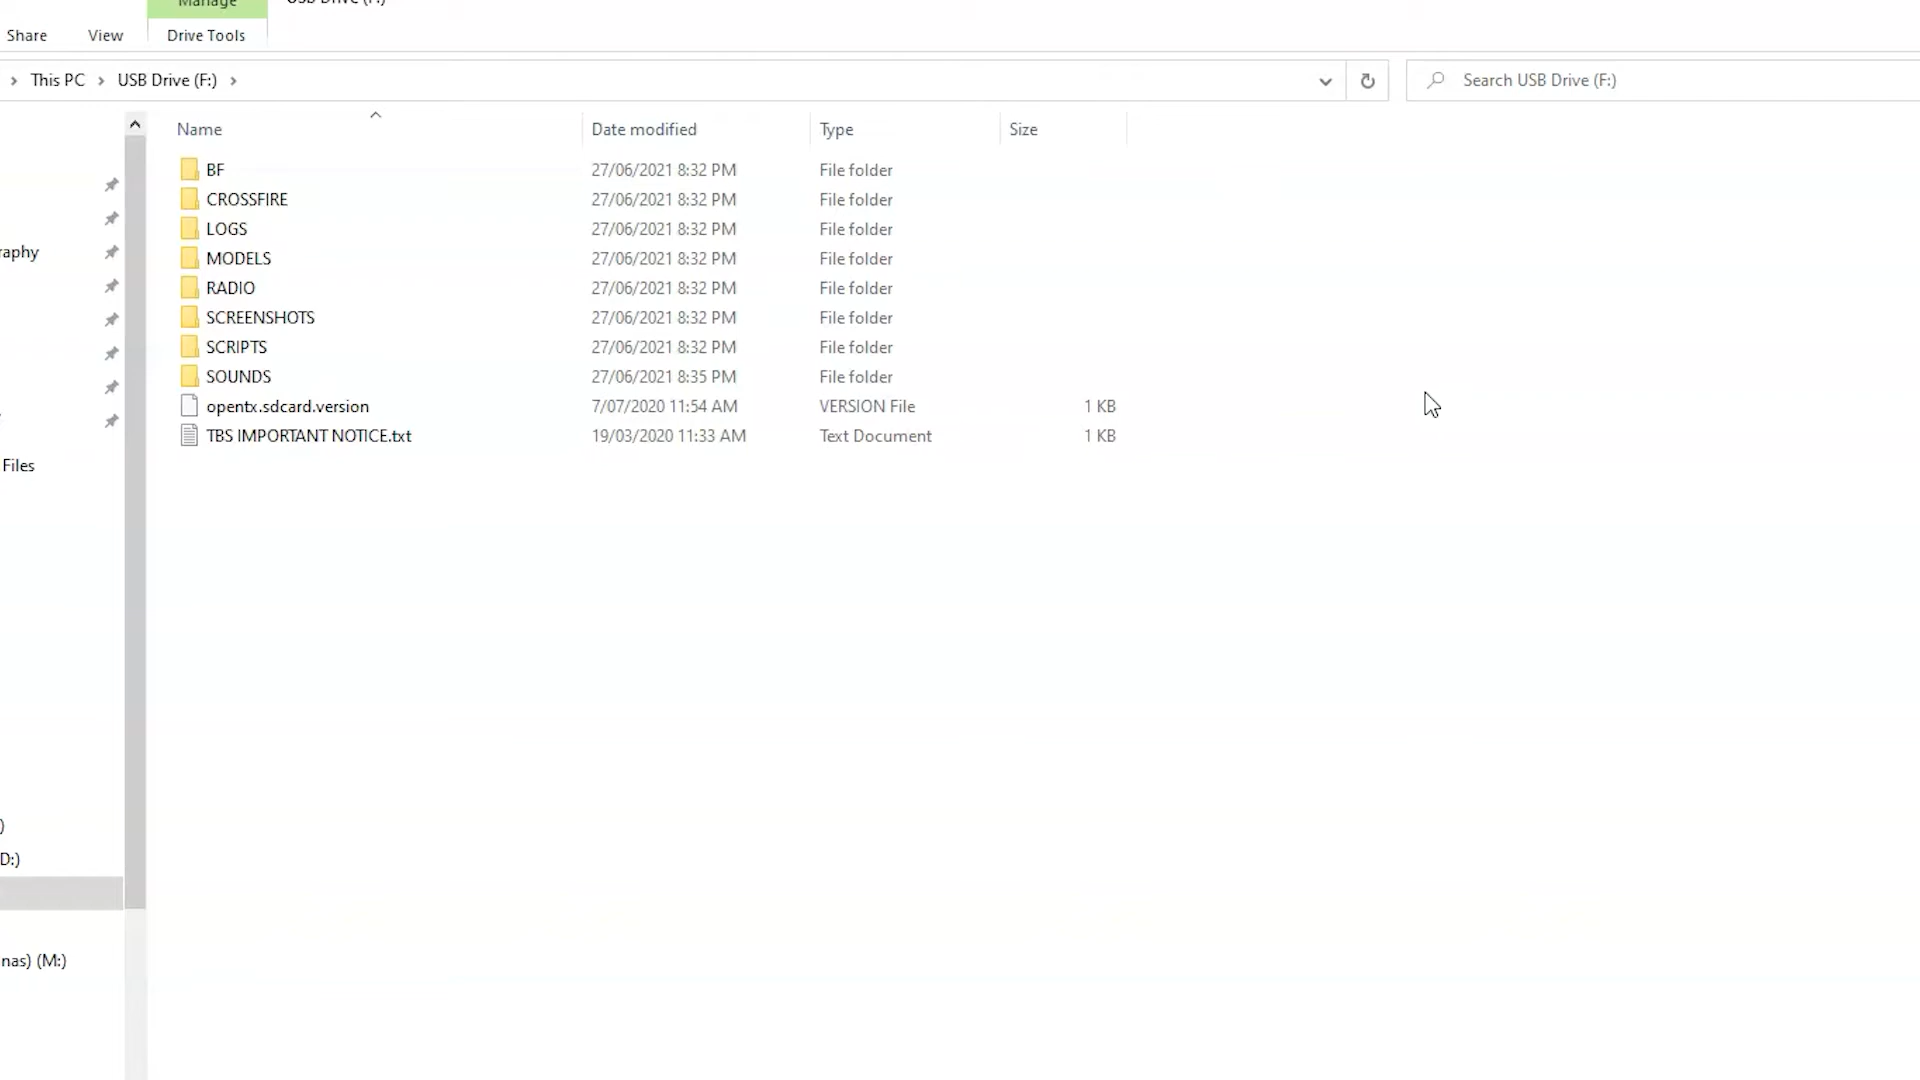 Manage
USB Drive (F:)
Share View Drive Tools
This PC USB Drive (F:)
Search USB Drive (F:)
Name Date modified Type Size
BF 27/06/2021 8:32 PM File folder
CROSSFIRE 27/06/2021 8:32 PM File folder
LOGS 27/06/2021 8:32 PM File folder
raphy
MODELS 27/06/2021 8:32 PM File folder
RADIO 27/06/2021 8:32 PM File folder
SCREENSHOTS 27/06/2021 8:32 PM File folder
SCRIPTS 27/06/2021 8:32 PM File folder
SOUNDS 27/06/2021 8:35 PM File folder
opentx.sdcard.version 7/07/2020 11:54 AM VERSION File 1 KB
TBS IMPORTANT NOTICE.txt 19/03/2020 11:33 AM Text Document 1 KB
Files
)
D:)
nas) (M:)